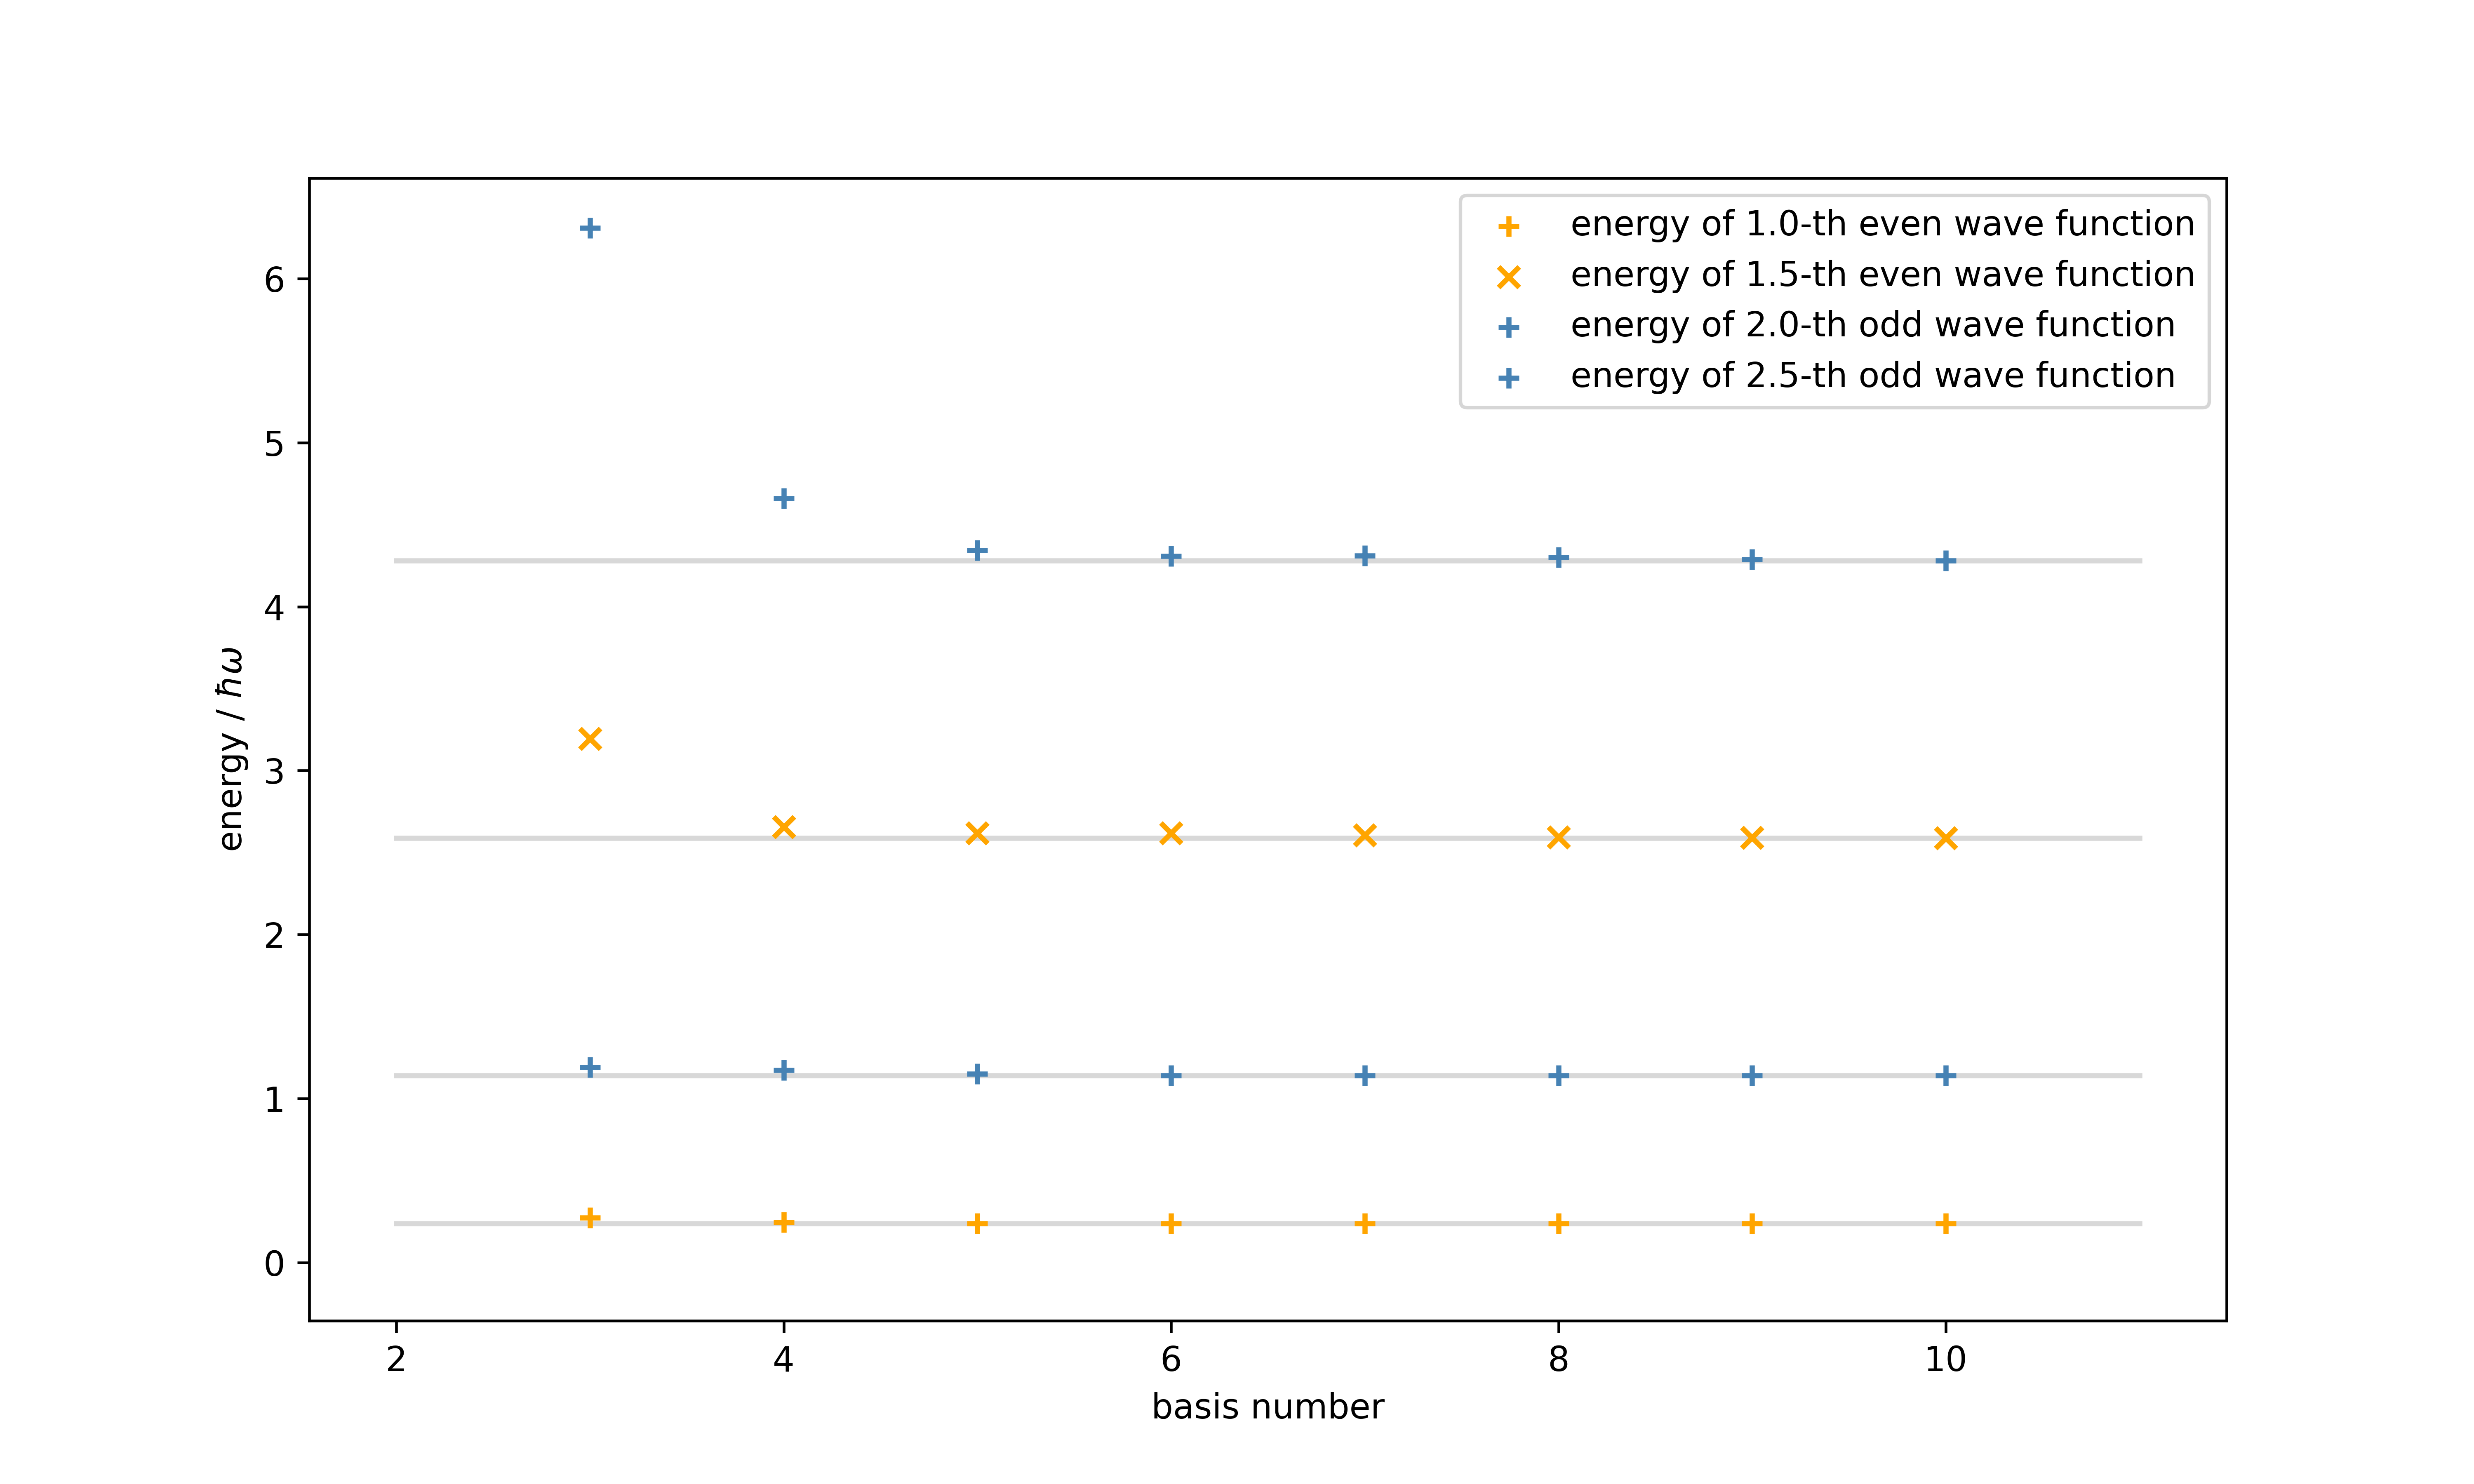 energy of 1.0-th even wave function
energy of 1.5-th even wave function
energy of 2.0-th odd wave function
energy of 2.5-th odd wave function
6
5
4
3
2
1
0
energy / ℏω
2 4 6 8 10
basis number